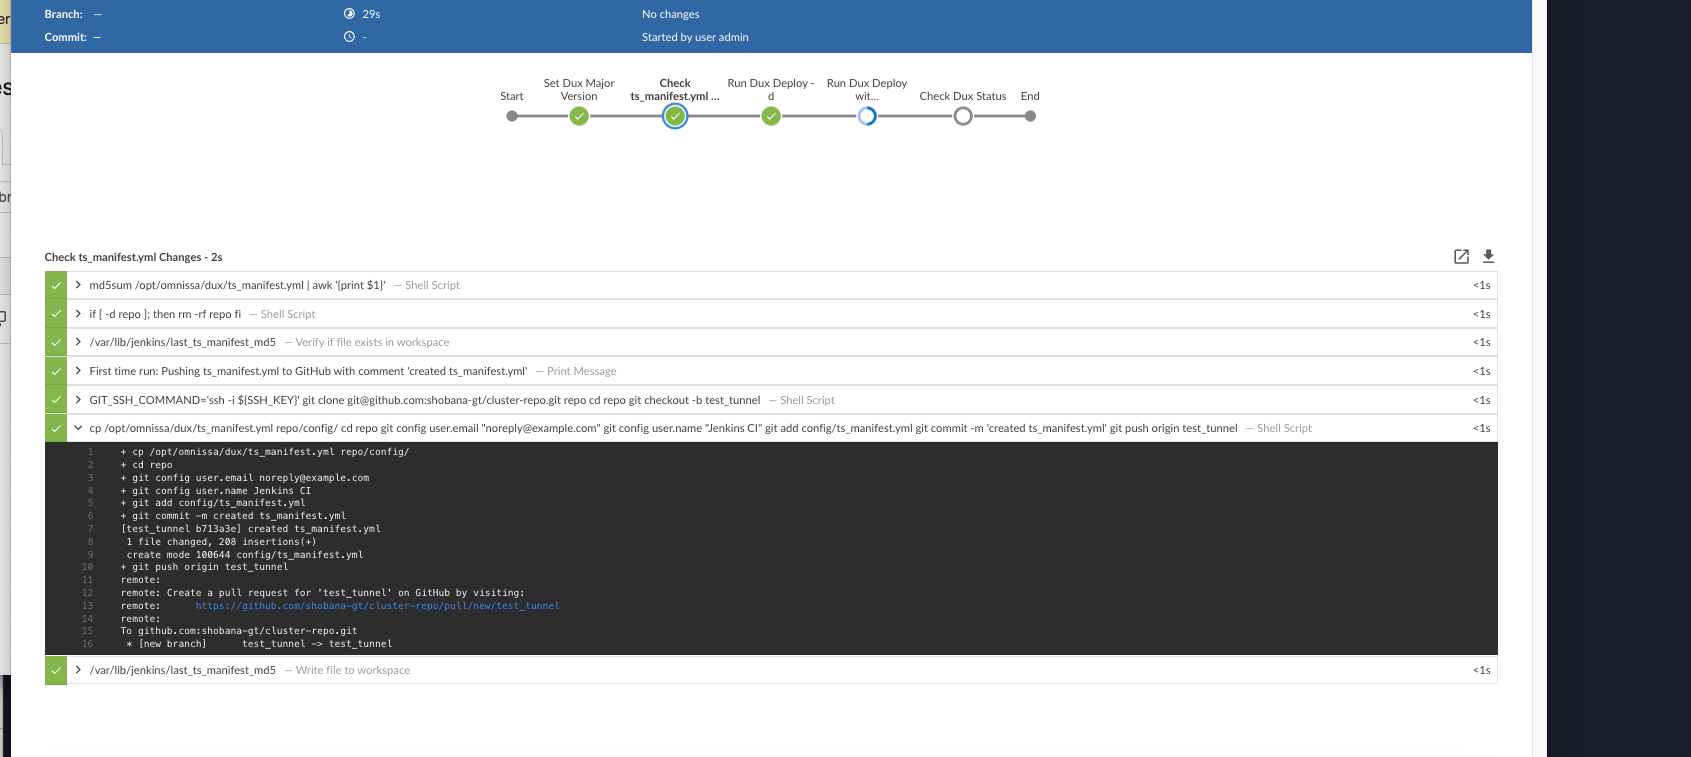 Branch: —
29s
No changes
Commit: —
-
Started by user admin
Start
Set Dux Major
Version
Check
ts_manifest.yml ...
Run Dux Deploy -
d
Run Dux Deploy
wit...
Check Dux Status
End
Check ts_manifest.yml Changes - 2s
md5sum /opt/omnissa/dux/ts_manifest.yml | awk '{print $1}' — Shell Script <1s
if [ -d repo ]; then rm -rf repo fi — Shell Script <1s
/var/lib/jenkins/last_ts_manifest_md5 — Verify if file exists in workspace <1s
First time run: Pushing ts_manifest.yml to GitHub with comment 'created ts_manifest.yml' — Print Message <1s
GIT_SSH_COMMAND='ssh -i ${SSH_KEY}' git clone git@github.com:shobana-gt/cluster-repo.git repo cd repo git checkout -b test_tunnel — Shell Script <1s
cp /opt/omnissa/dux/ts_manifest.yml repo/config/ cd repo git config user.email "noreply@example.com" git config user.name "Jenkins CI" git add config/ts_manifest.yml git commit -m 'created ts_manifest.yml' git push origin test_tunnel — Shell Script <1s
1 + cp /opt/omnissa/dux/ts_manifest.yml repo/config/
2 + cd repo
3 + git config user.email noreply@example.com
4 + git config user.name Jenkins CI
5 + git add config/ts_manifest.yml
6 + git commit -m created ts_manifest.yml
7 [test_tunnel b713a3e] created ts_manifest.yml
8 1 file changed, 208 insertions(+)
9 create mode 100644 config/ts_manifest.yml
10 + git push origin test_tunnel
11 remote:
12 remote: Create a pull request for 'test_tunnel' on GitHub by visiting:
13 remote: https://github.com/shobana-gt/cluster-repo/pull/new/test_tunnel
14 remote:
15 To github.com:shobana-gt/cluster-repo.git
16 * [new branch] test_tunnel -> test_tunnel
/var/lib/jenkins/last_ts_manifest_md5 — Write file to workspace <1s